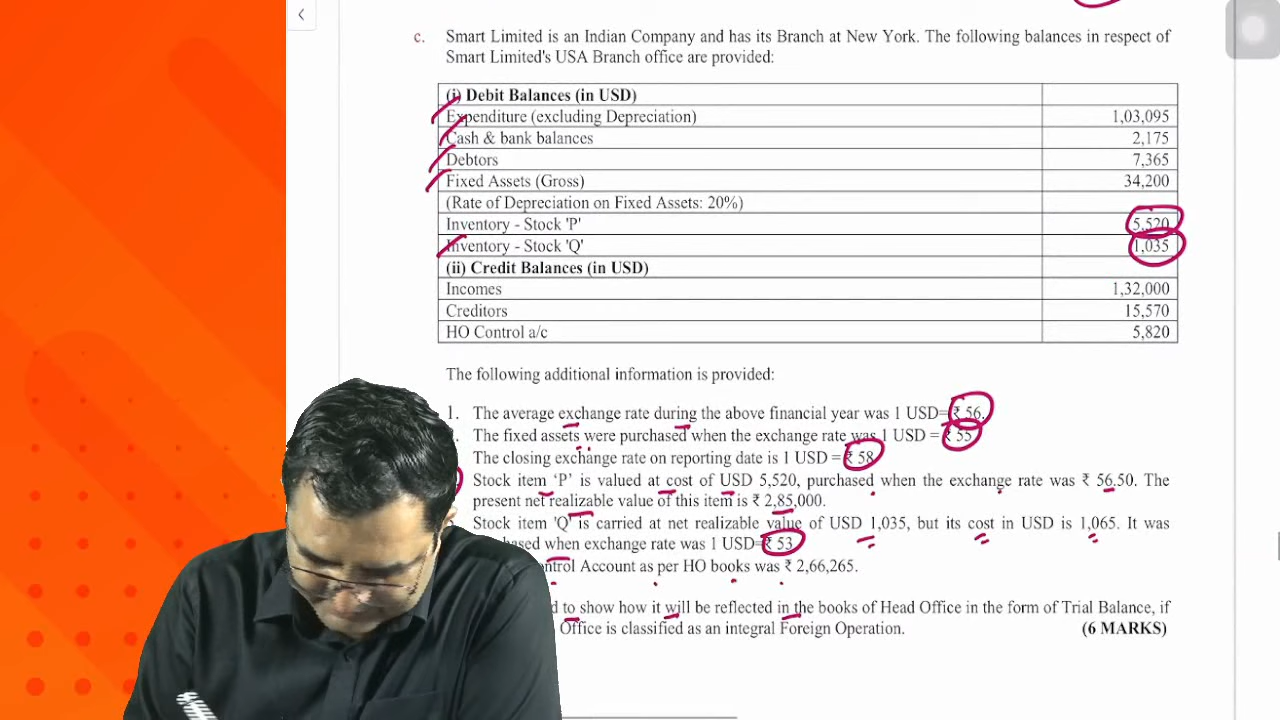 c. Smart Limited is an Indian Company and has its Branch at New York. The following balances in respect of
Smart Limited's USA Branch office are provided:
(i) Debit Balances (in USD)
Expenditure (excluding Depreciation) 1,03,095
Cash & bank balances 2,175
Debtors 7,365
Fixed Assets (Gross) 34,200
(Rate of Depreciation on Fixed Assets: 20%)
Inventory - Stock 'P' 5,520
Inventory - Stock 'Q' 1,035
(ii) Credit Balances (in USD)
Incomes 1,32,000
Creditors 15,570
HO Control a/c 5,820
The following additional information is provided:
1. The average exchange rate during the above financial year was 1 USD= ₹ 56.
The fixed assets were purchased when the exchange rate was 1 USD = ₹ 55
The closing exchange rate on reporting date is 1 USD = ₹ 58
Stock item 'P' is valued at cost of USD 5,520, purchased when the exchange rate was ₹ 56.50. The
present net realizable value of this item is ₹ 2,85,000.
Stock item 'Q' is carried at net realizable value of USD 1,035, but its cost in USD is 1,065. It was
when exchange rate was 1 USD= ₹ 53
Account as per HO books was ₹ 2,66,265.
to show how it will be reflected in the books of Head Office in the form of Trial Balance, if
Office is classified as an integral Foreign Operation. (6 MARKS)